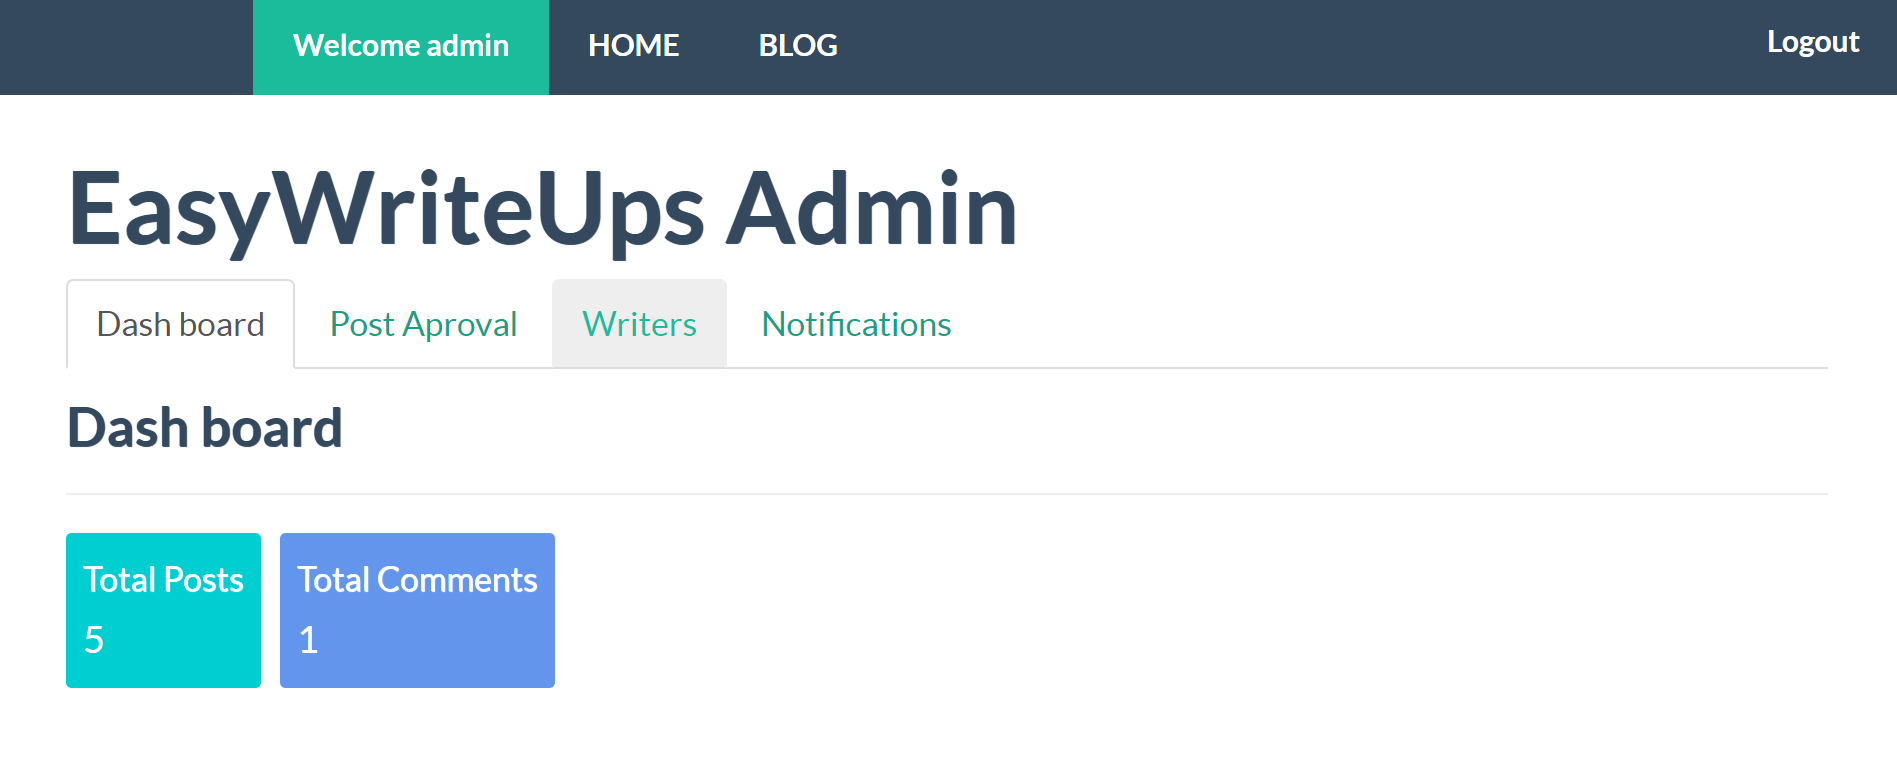 Welcome admin HOME BLOG Logout
EasyWriteUps Admin
Dash board Post Aproval Writers Notifications
Dash board
Total Posts Total Comments
5 1